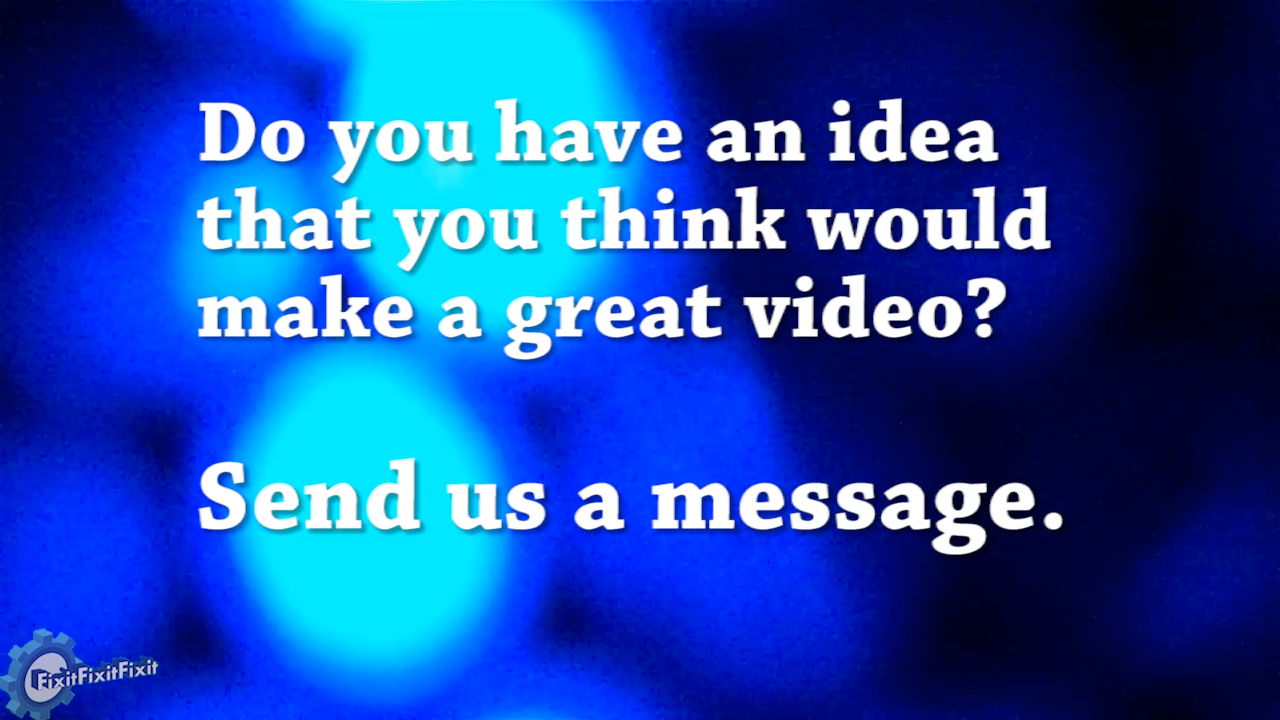 Do you have an idea
that you think would
make a great video?
Send us a message.
FixitFixitFixit